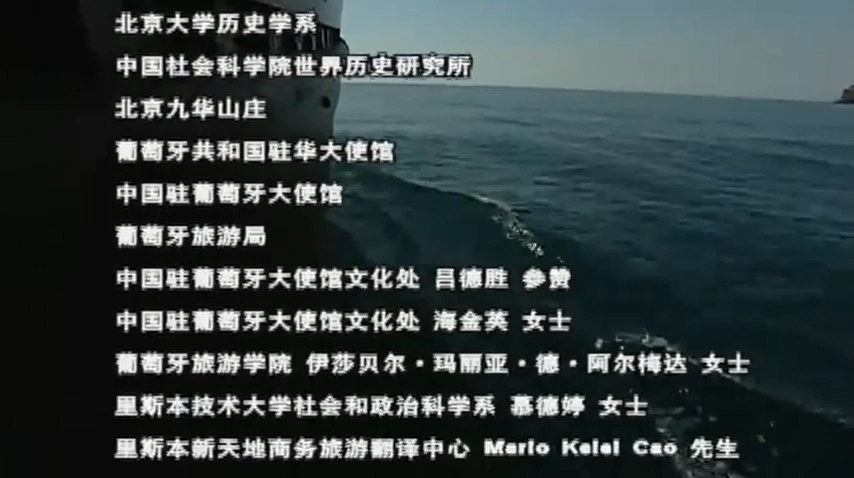 北京大学历史学系
中国社会科学院世界历史研究所
北京九华山庄
葡萄牙共和国驻华大使馆
中国驻葡萄牙大使馆
葡萄牙旅游局
中国驻葡萄牙大使馆文化处 吕德胜 参赞
中国驻葡萄牙大使馆文化处 海金英 女士
葡萄牙旅游学院 伊莎贝尔·玛丽亚·德·阿尔梅达 女士
里斯本技术大学社会和政治科学系 慕德婷 女士
里斯本新天地商务旅游翻译中心 Mario Kelei Cao 先生